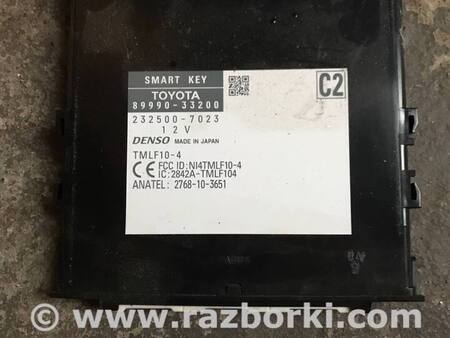 SMART KEY
C2
TOYOTA
89990-33200
232500-7023
12V
DENSO MADE IN JAPAN
TMLF10-4
CE FCC ID:NI4TMLF10-4
IC:2842A-TMLF104
ANATEL: 2768-10-3651
www.razborki.com